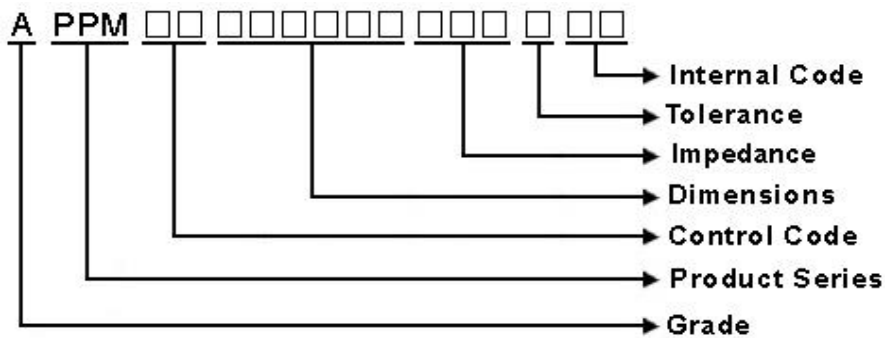 A PPM □□ □□□□□□ □□□ □ □□
Internal Code
Tolerance
Impedance
Dimensions
Control Code
Product Series
Grade